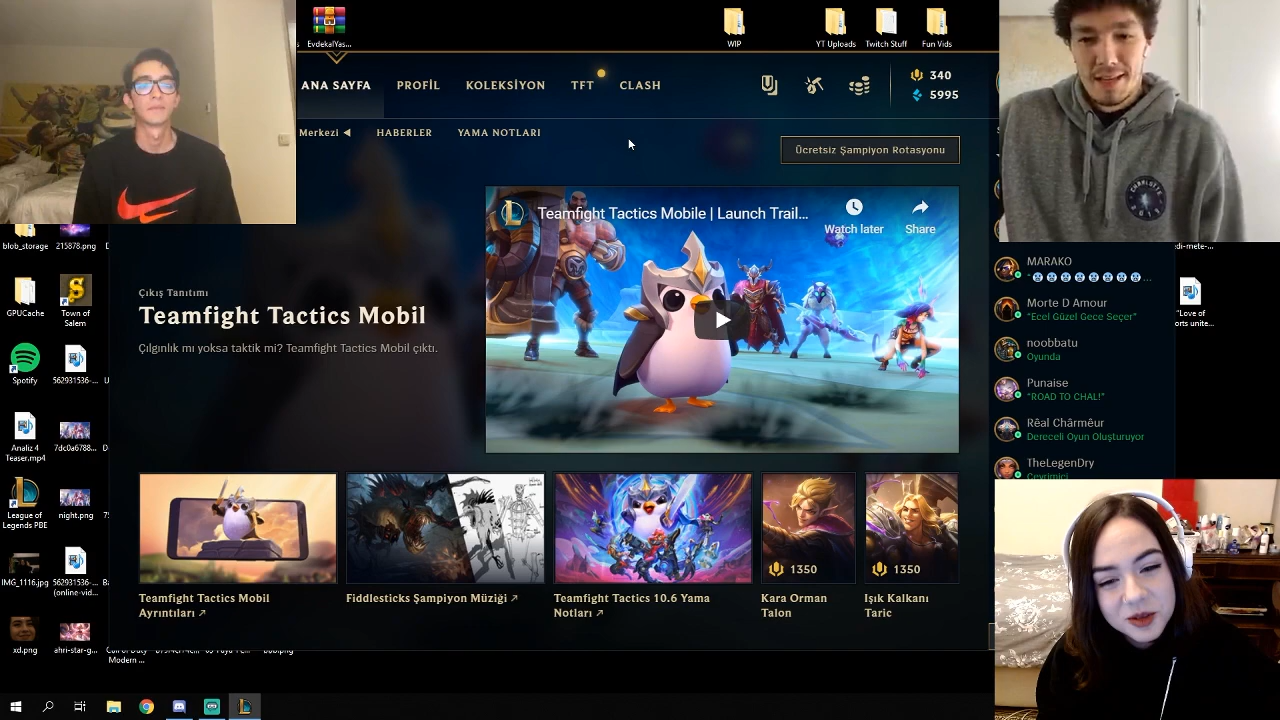 EvdekalYas...
WIP
YT Uploads
Twitch Stuff
Fun Vids
ANA SAYFA
PROFİL
KOLEKSİYON
TFT
CLASH
340
5995
Merkezi
HABERLER
YAMA NOTLARI
Ücretsiz Şampiyon Rotasyonu
Teamfight Tactics Mobile | Launch Trail...
Watch later
Share
Çıkış Tanıtımı
Teamfight Tactics Mobil
Çılgınlık mı yoksa taktik mi? Teamfight Tactics Mobil çıktı.
blob_storage
215878.png
GPUCache
Town of
Salem
Spotify
562931536-...
Analiz 4
Teaser.mp4
7dc0a6788...
League of
Legends PBE
night.png
IMG_1116.jpg
562931536
(online-vid...
xd.png
ahri-star-g...
Modern ...
Teamfight Tactics Mobil
Ayrıntıları ↗
Fiddlesticks Şampiyon Müziği ↗
Teamfight Tactics 10.6 Yama
Notları ↗
1350
Kara Orman
Talon
1350
Işık Kalkanı
Taric
MARAKO
Morte D Amour
"Ecel Güzel Gece Seçer"
noobbatu
Oyunda
Punaise
"ROAD TO CHAL!"
Rêal Chârmêur
Dereceli Oyun Oluşturuyor
TheLegenDry
Çevrimiçi
edi-mete-...
"Love of
orts unite...